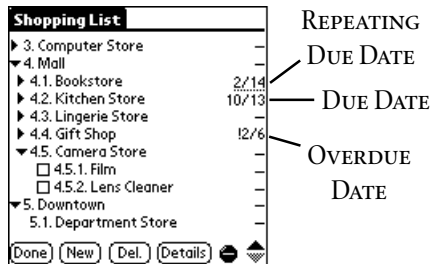 Shopping List
3. Computer Store –
4. Mall –
4.1. Bookstore 2/14
4.2. Kitchen Store 10/13
4.3. Lingerie Store –
4.4. Gift Shop !2/6
4.5. Camera Store –
4.5.1. Film –
4.5.2. Lens Cleaner –
5. Downtown –
5.1. Department Store –
Done New Del. Details
Repeating
Due Date
Due Date
Overdue
Date